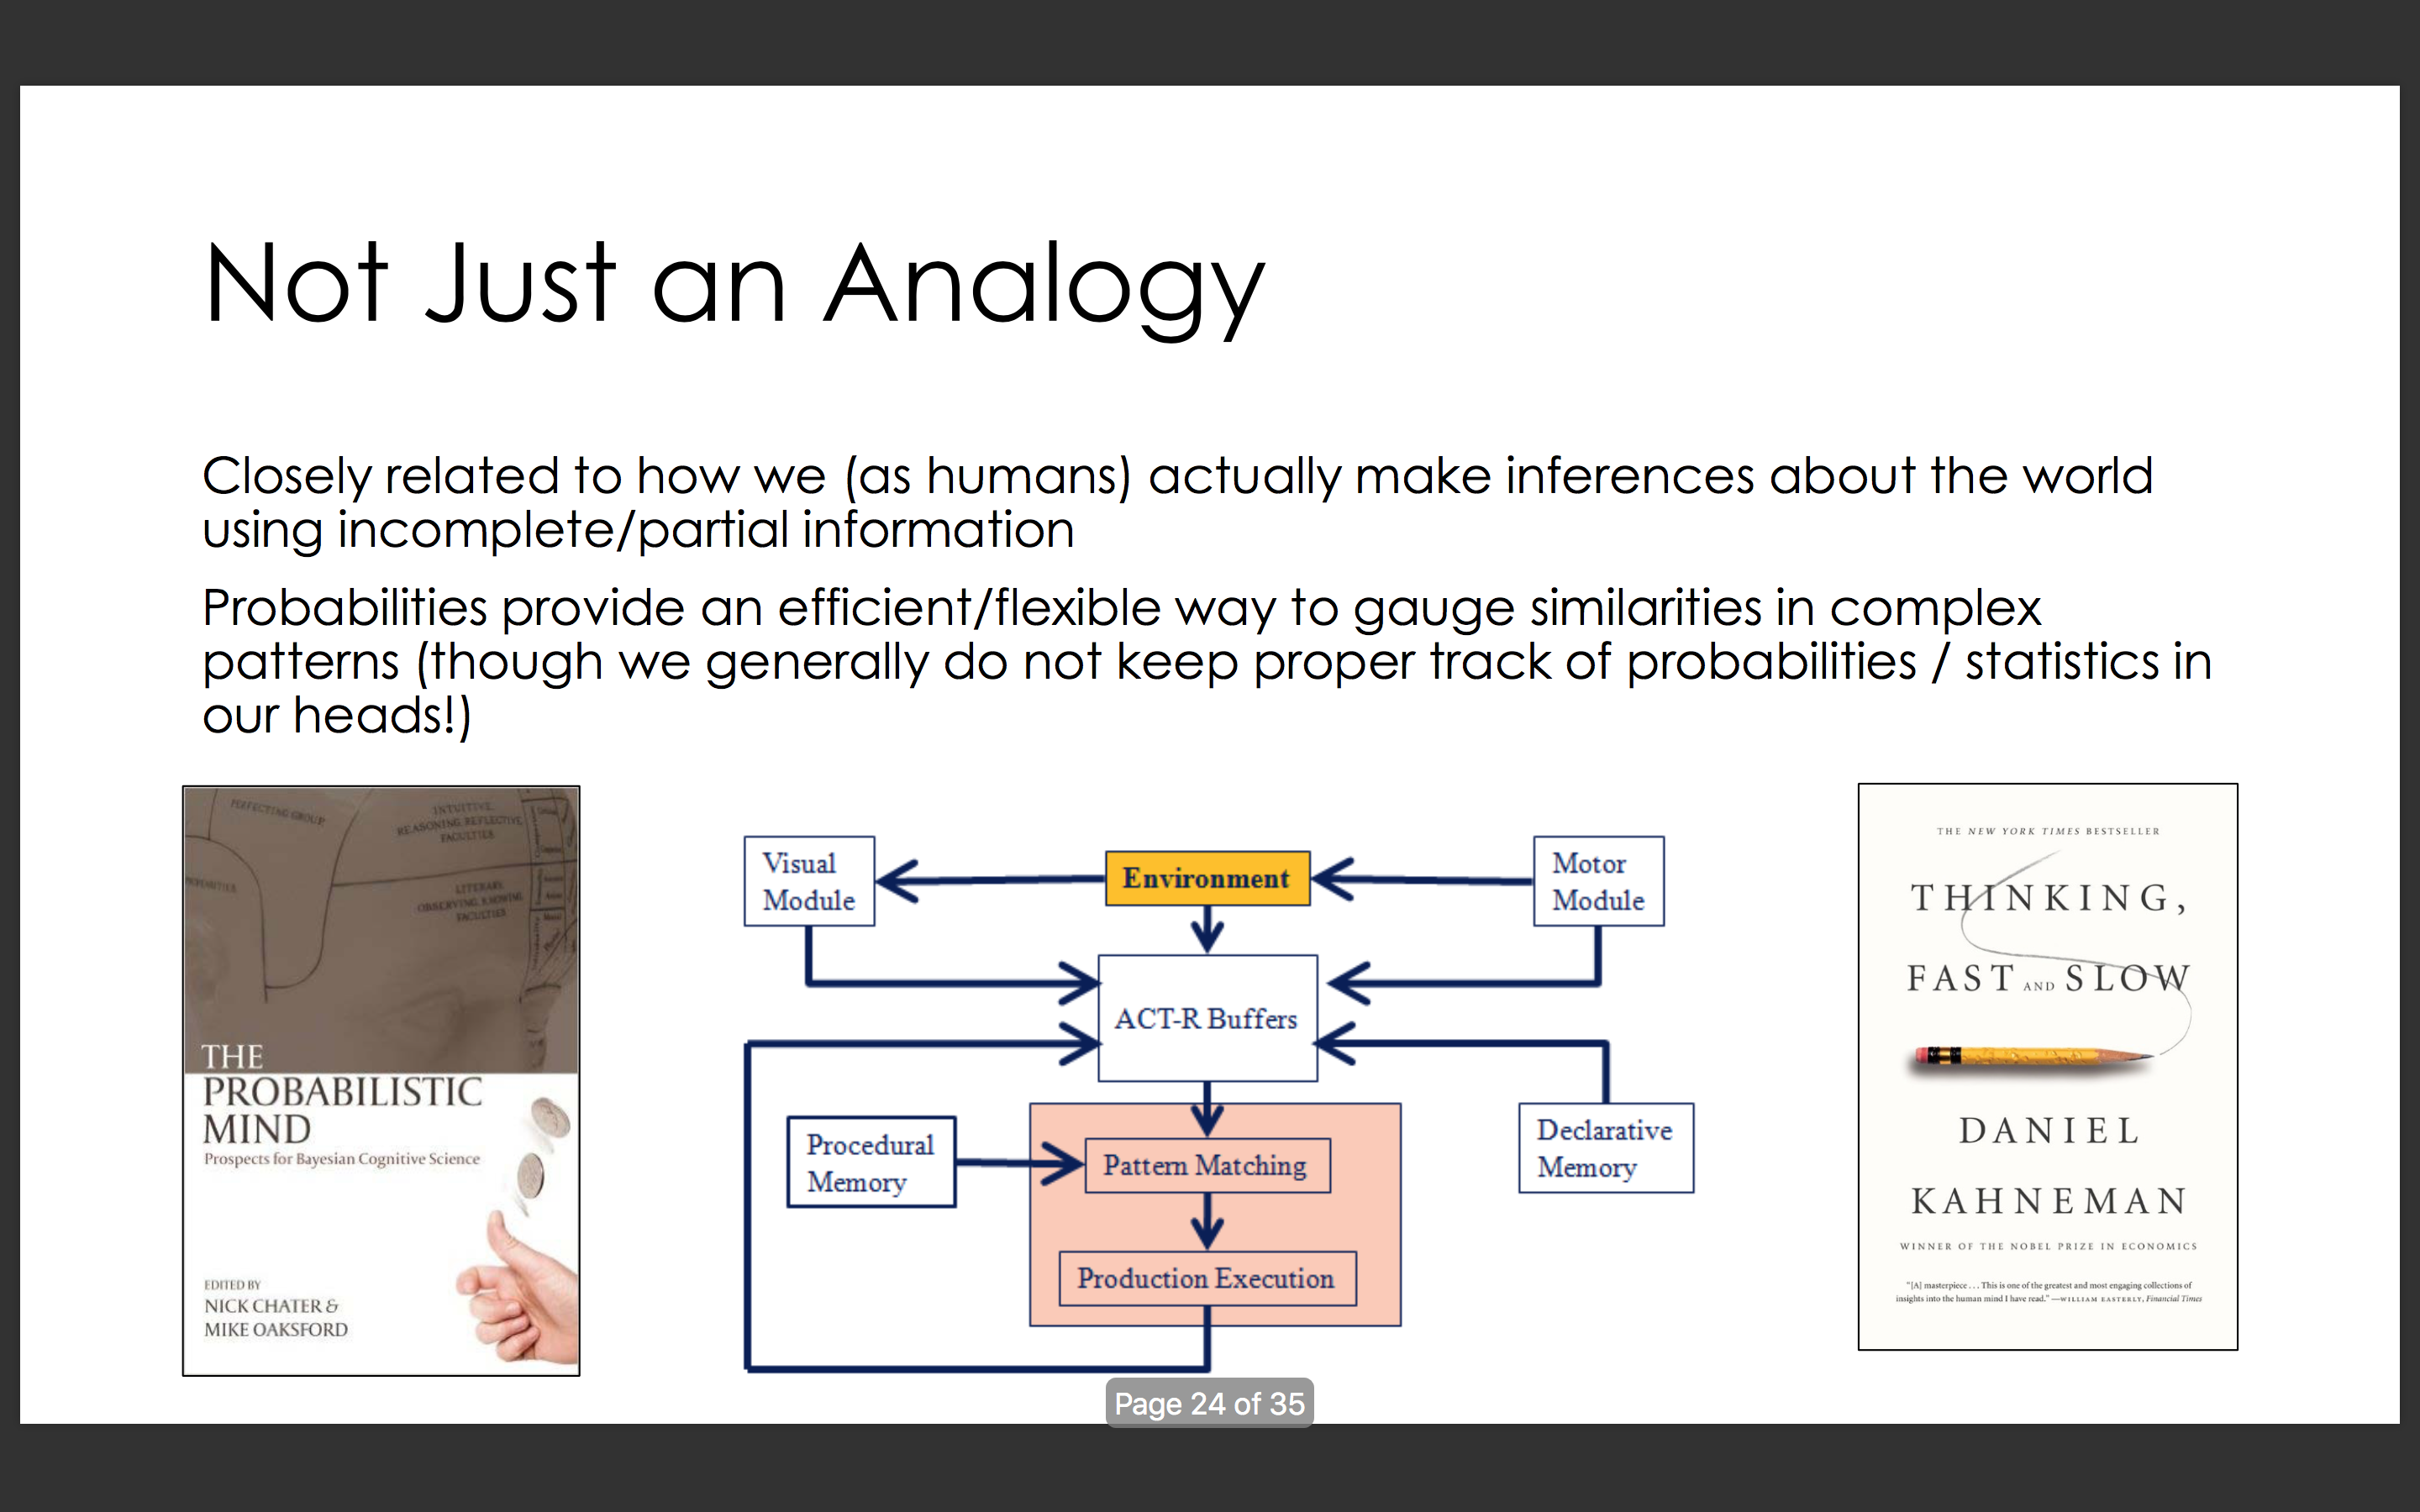 Not Just an Analogy
Closely related to how we (as humans) actually make inferences about the world
using incomplete/partial information
Probabilities provide an efficient/flexible way to gauge similarities in complex
patterns (though we generally do not keep proper track of probabilities / statistics in
our heads!)
PERFECTING GROUP
INTUITIVE,
REASONING, REFLECTIVE
FACULTIES
LITERARY,
OBSERVING, KNOWING
FACULTIES
THE
PROBABILISTIC
MIND
Prospects for Bayesian Cognitive Science
EDITED BY
NICK CHATER &
MIKE OAKSFORD
Visual
Module
Environment
Motor
Module
ACT-R Buffers
Procedural
Memory
Pattern Matching
Declarative
Memory
Production Execution
THE NEW YORK TIMES BESTSELLER
THINKING,
FAST AND SLOW
DANIEL
KAHNEMAN
WINNER OF THE NOBEL PRIZE IN ECONOMICS
"[A] masterpiece . . . This is one of the greatest and most engaging collections of
insights into the human mind I have read." —WILLIAM EASTERLY, Financial Times
Page 24 of 35